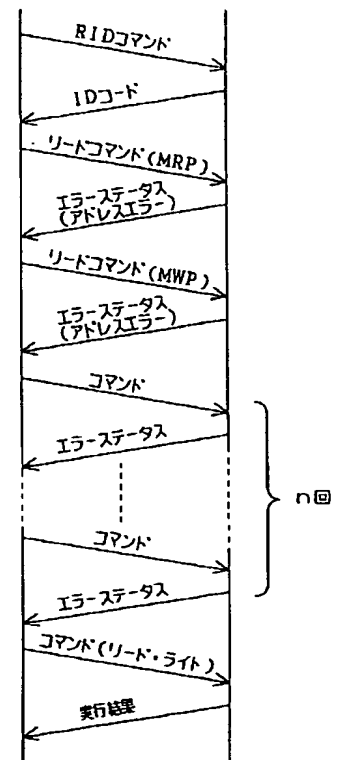 RIDコマンド
IDコード
リードコマンド(MRP)
エラーステータス
(アドレスエラー)
リードコマンド(MWP)
エラーステータス
(アドレスエラー)
コマンド
エラーステータス
n回
コマンド
エラーステータス
コマンド(リード・ライト)
実行結果